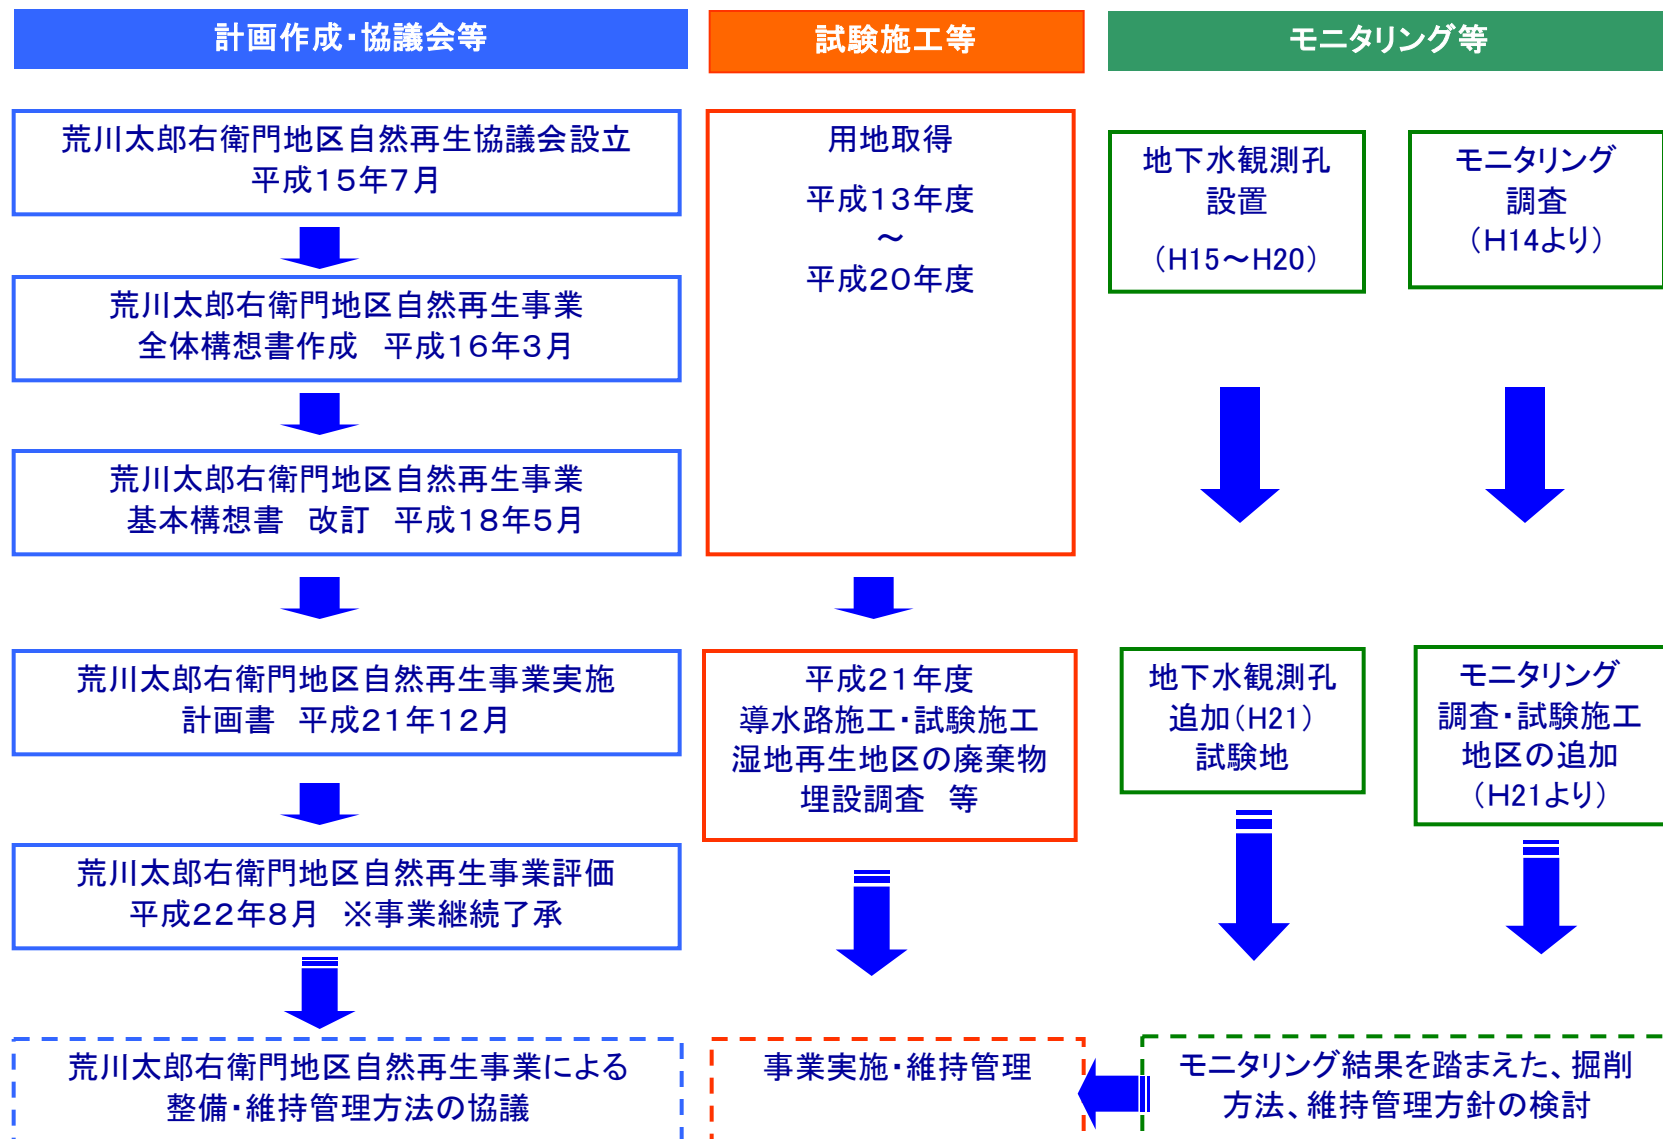 計画作成・協議会等
荒川太郎右衛門地区自然再生協議会設立
平成15年7月
荒川太郎右衛門地区自然再生事業
全体構想書作成　平成16年3月
荒川太郎右衛門地区自然再生事業
基本構想書　改訂　平成18年5月
荒川太郎右衛門地区自然再生事業実施
計画書　平成21年12月
荒川太郎右衛門地区自然再生事業評価
平成22年8月　※事業継続了承
荒川太郎右衛門地区自然再生事業による
整備・維持管理方法の協議
試験施工等
用地取得
平成13年度
～
平成20年度
平成21年度
導水路施工・試験施工
湿地再生地区の廃棄物
埋設調査　等
事業実施・維持管理
モニタリング等
地下水観測孔
設置
（H15～H20）
モニタリング
調査
（H14より）
地下水観測孔
追加（H21）
試験地
モニタリング
調査・試験施工
地区の追加
（H21より）
モニタリング結果を踏まえた、掘削
方法、維持管理方針の検討